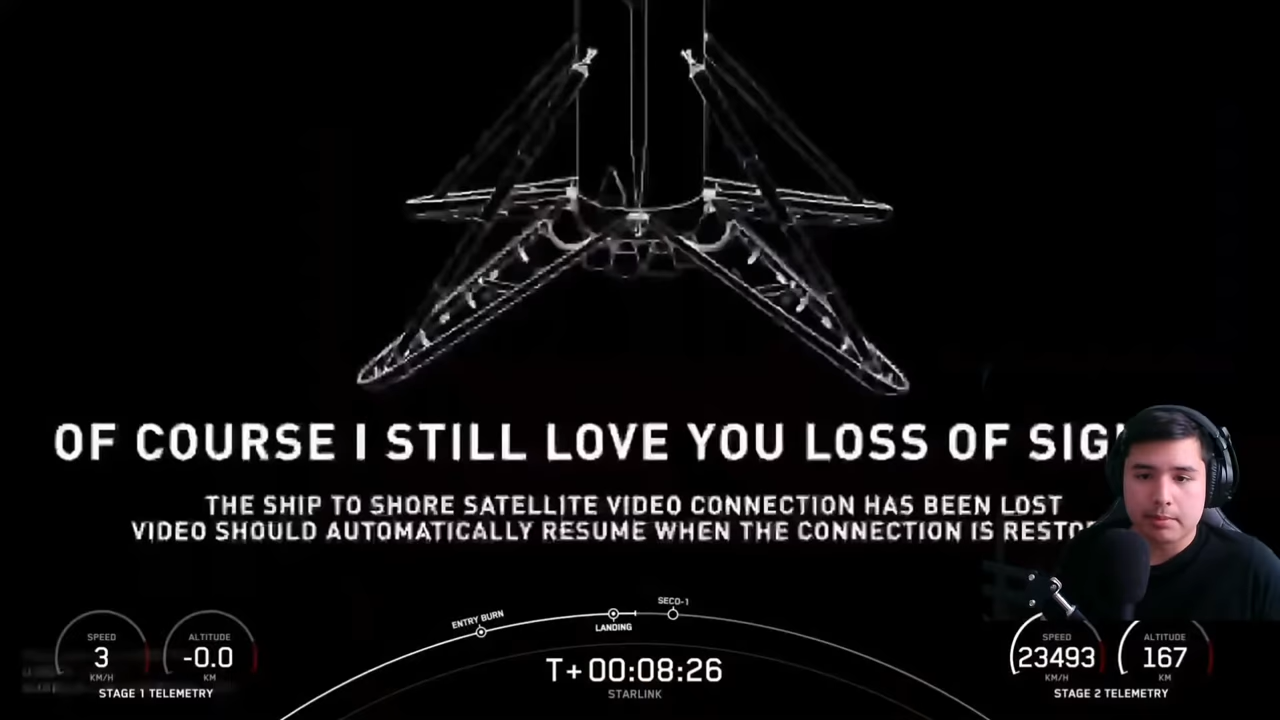 OF COURSE I STILL LOVE YOU LOSS OF
THE SHIP TO SHORE SATELLITE VIDEO CONNECTION HAS BEEN LOST
VIDEO SHOULD AUTOMATICALLY RESUME WHEN THE CONNECTION IS
ENTRY BURN
LANDING
SECO-1
SPEED
3
KM/H
ALTITUDE
-0.0
KM
STAGE 1 TELEMETRY
T+ 00:08:26
STARLINK
SPEED
23493
KM/H
ALTITUDE
167
KM
STAGE 2 TELEMETRY